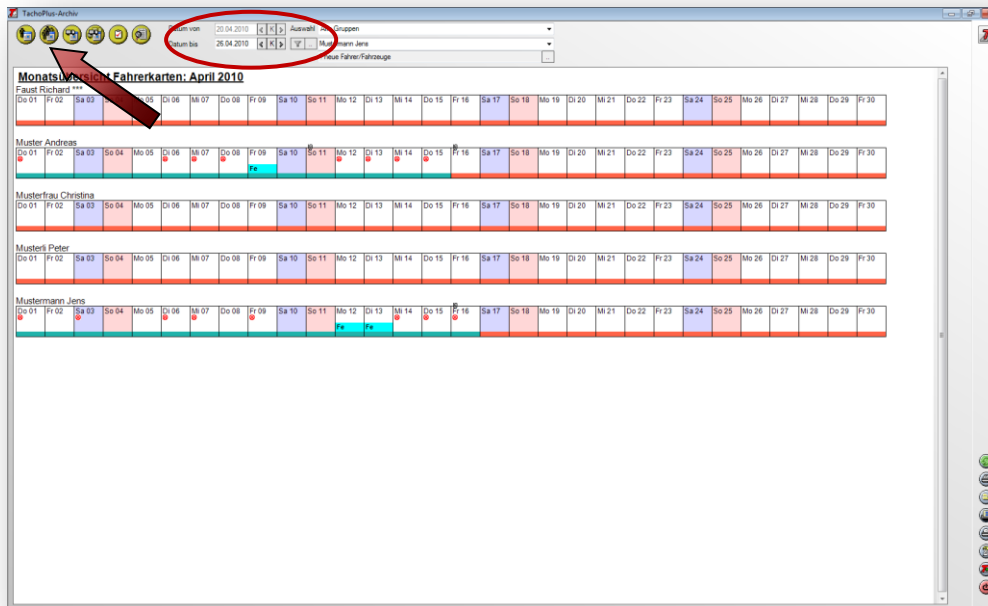 TachoPlus-Archiv
Datum von 20.04.2010 < K > Auswahl Alle Gruppen
Datum bis 26.04.2010 < K > .. Mustermann Jens
neue Fahrer/Fahrzeuge ...
Monatsübersicht Fahrerkarten: April 2010
Faust Richard ***
Do 01 Fr 02 Sa 03 Mo 05 Di 06 Mi 07 Do 08 Fr 09 Sa 10 So 11 Mo 12 Di 13 Mi 14 Do 15 Fr 16 Sa 17 So 18 Mo 19 Di 20 Mi 21 Do 22 Fr 23 Sa 24 So 25 Mo 26 Di 27 Mi 28 Do 29 Fr 30
Muster Andreas
Do 01 Fr 02 Sa 03 So 04 Mo 05 Di 06 Mi 07 Do 08 Fr 09 Sa 10 So 11 Mo 12 Di 13 Mi 14 Do 15 Fr 16 Sa 17 So 18 Mo 19 Di 20 Mi 21 Do 22 Fr 23 Sa 24 So 25 Mo 26 Di 27 Mi 28 Do 29 Fr 30
Fe
Musterfrau Christina
Do 01 Fr 02 Sa 03 So 04 Mo 05 Di 06 Mi 07 Do 08 Fr 09 Sa 10 So 11 Mo 12 Di 13 Mi 14 Do 15 Fr 16 Sa 17 So 18 Mo 19 Di 20 Mi 21 Do 22 Fr 23 Sa 24 So 25 Mo 26 Di 27 Mi 28 Do 29 Fr 30
Musterli Peter
Do 01 Fr 02 Sa 03 So 04 Mo 05 Di 06 Mi 07 Do 08 Fr 09 Sa 10 So 11 Mo 12 Di 13 Mi 14 Do 15 Fr 16 Sa 17 So 18 Mo 19 Di 20 Mi 21 Do 22 Fr 23 Sa 24 So 25 Mo 26 Di 27 Mi 28 Do 29 Fr 30
Mustermann Jens
Do 01 Fr 02 Sa 03 So 04 Mo 05 Di 06 Mi 07 Do 08 Fr 09 Sa 10 So 11 Mo 12 Di 13 Mi 14 Do 15 Fr 16 Sa 17 So 18 Mo 19 Di 20 Mi 21 Do 22 Fr 23 Sa 24 So 25 Mo 26 Di 27 Mi 28 Do 29 Fr 30
Fe Fe